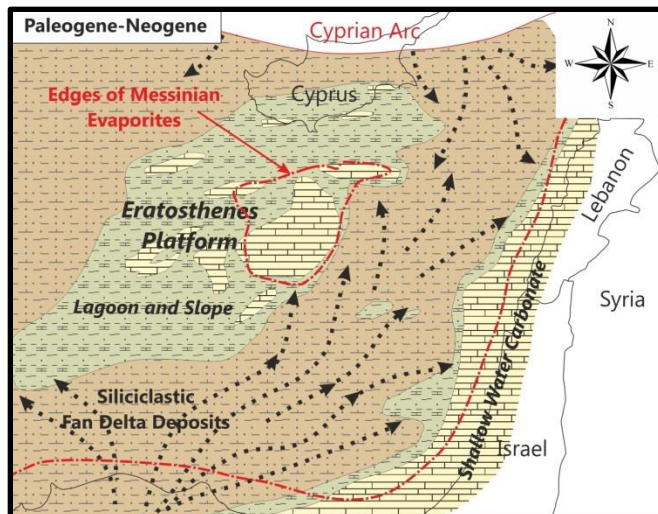 Paleogene-Neogene
Cyprian Arc
N
W
E
S
Cyprus
Edges of Messinian
Evaporites
Lebanon
Eratosthenes
Platform
Syria
Lagoon and Slope
Shallow Water Carbonate
Siliciclastic
Fan Delta Deposits
Israel